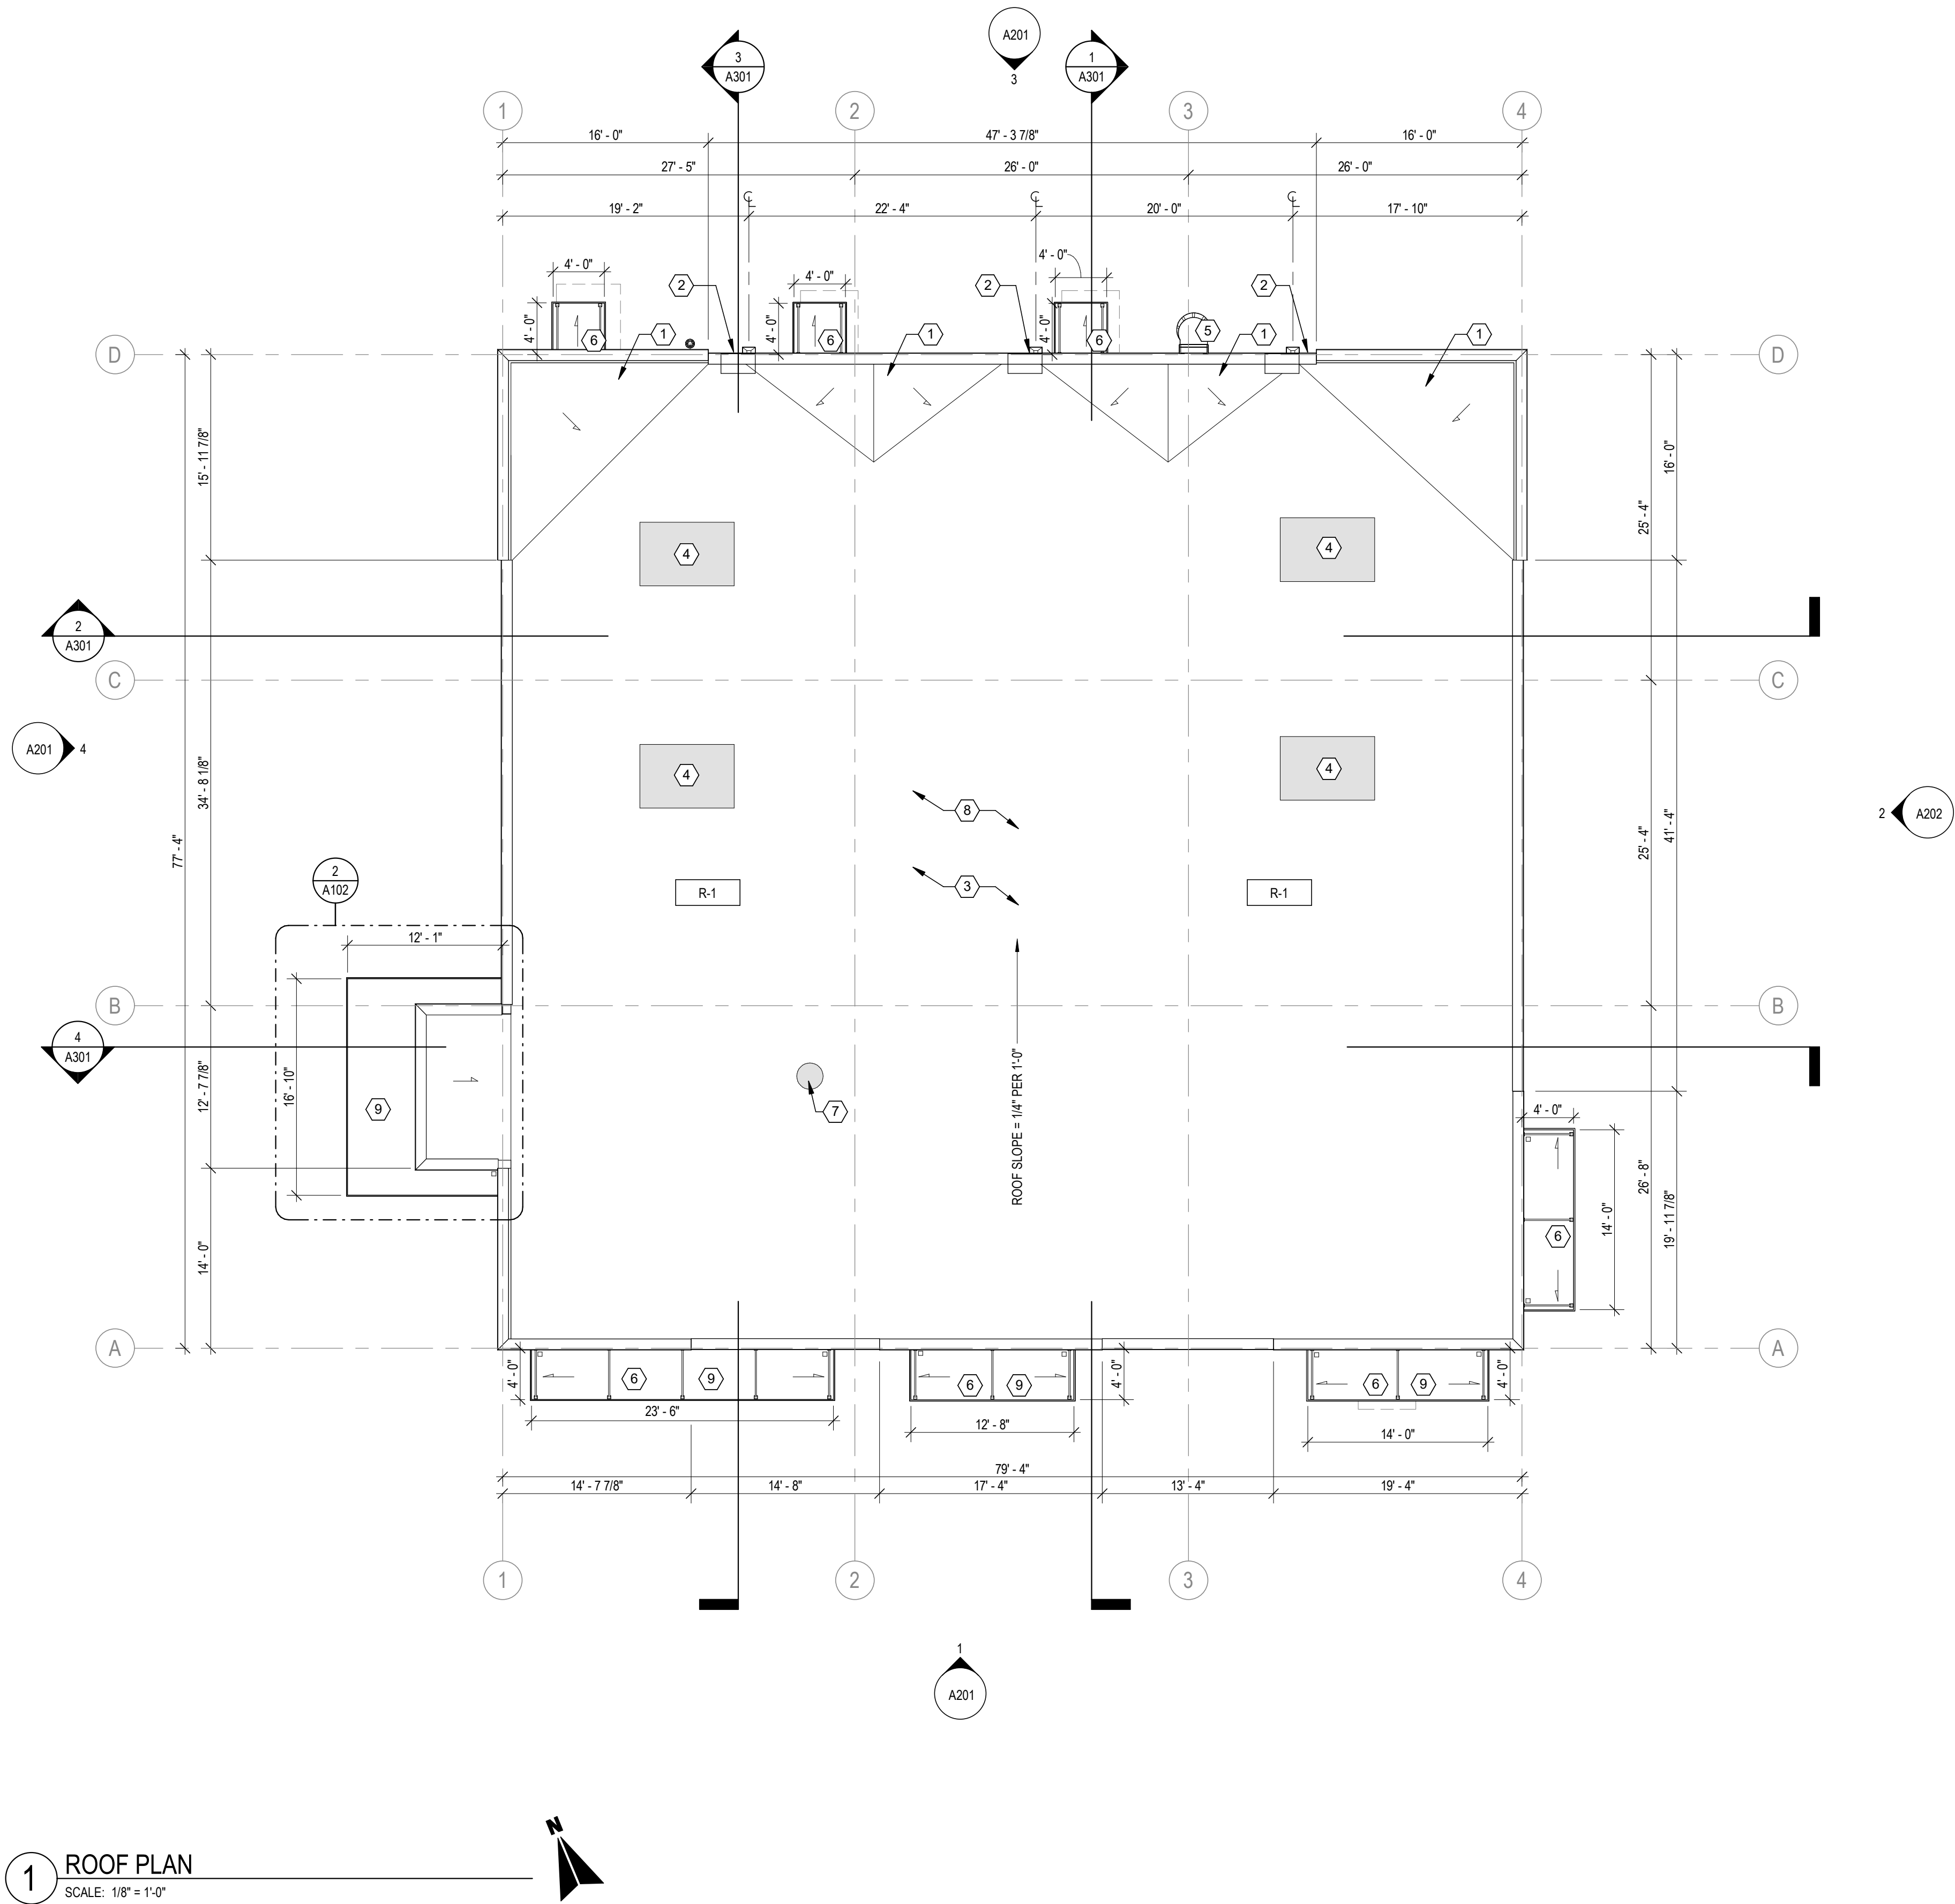 A201
3
3
A301
1
A301
1
2
3
4
16' - 0"
47' - 3 7/8"
16' - 0"
27' - 5"
26' - 0"
26' - 0"
19' - 2"
22' - 4"
20' - 0"
17' - 10"
4' - 0"
4' - 0"
4' - 0"
2
2
2
4' - 0"
4' - 0"
4' - 0"
6
1
6
1
6
5
1
1
D
D
15' - 11 7/8"
16' - 0"
25' - 4"
4
4
2
A301
C
C
A201
4
34' - 8 1/8"
4
4
8
77' - 4"
25' - 4"
41' - 4"
2
A202
2
A102
3
R-1
R-1
12' - 1"
B
B
4
A301
12' - 7 7/8"
16' - 10"
9
7
ROOF SLOPE = 1/4" PER 1'-0"
4' - 0"
14' - 0"
6
14' - 0"
26' - 8"
19' - 11 7/8"
A
A
4' - 0"
6
9
6
9
4' - 0"
6
9
4' - 0"
23' - 6"
12' - 8"
14' - 0"
79' - 4"
14' - 7 7/8"
14' - 8"
17' - 4"
13' - 4"
19' - 4"
1
2
3
4
1
A201
N
1
ROOF PLAN
SCALE: 1/8" = 1'-0"